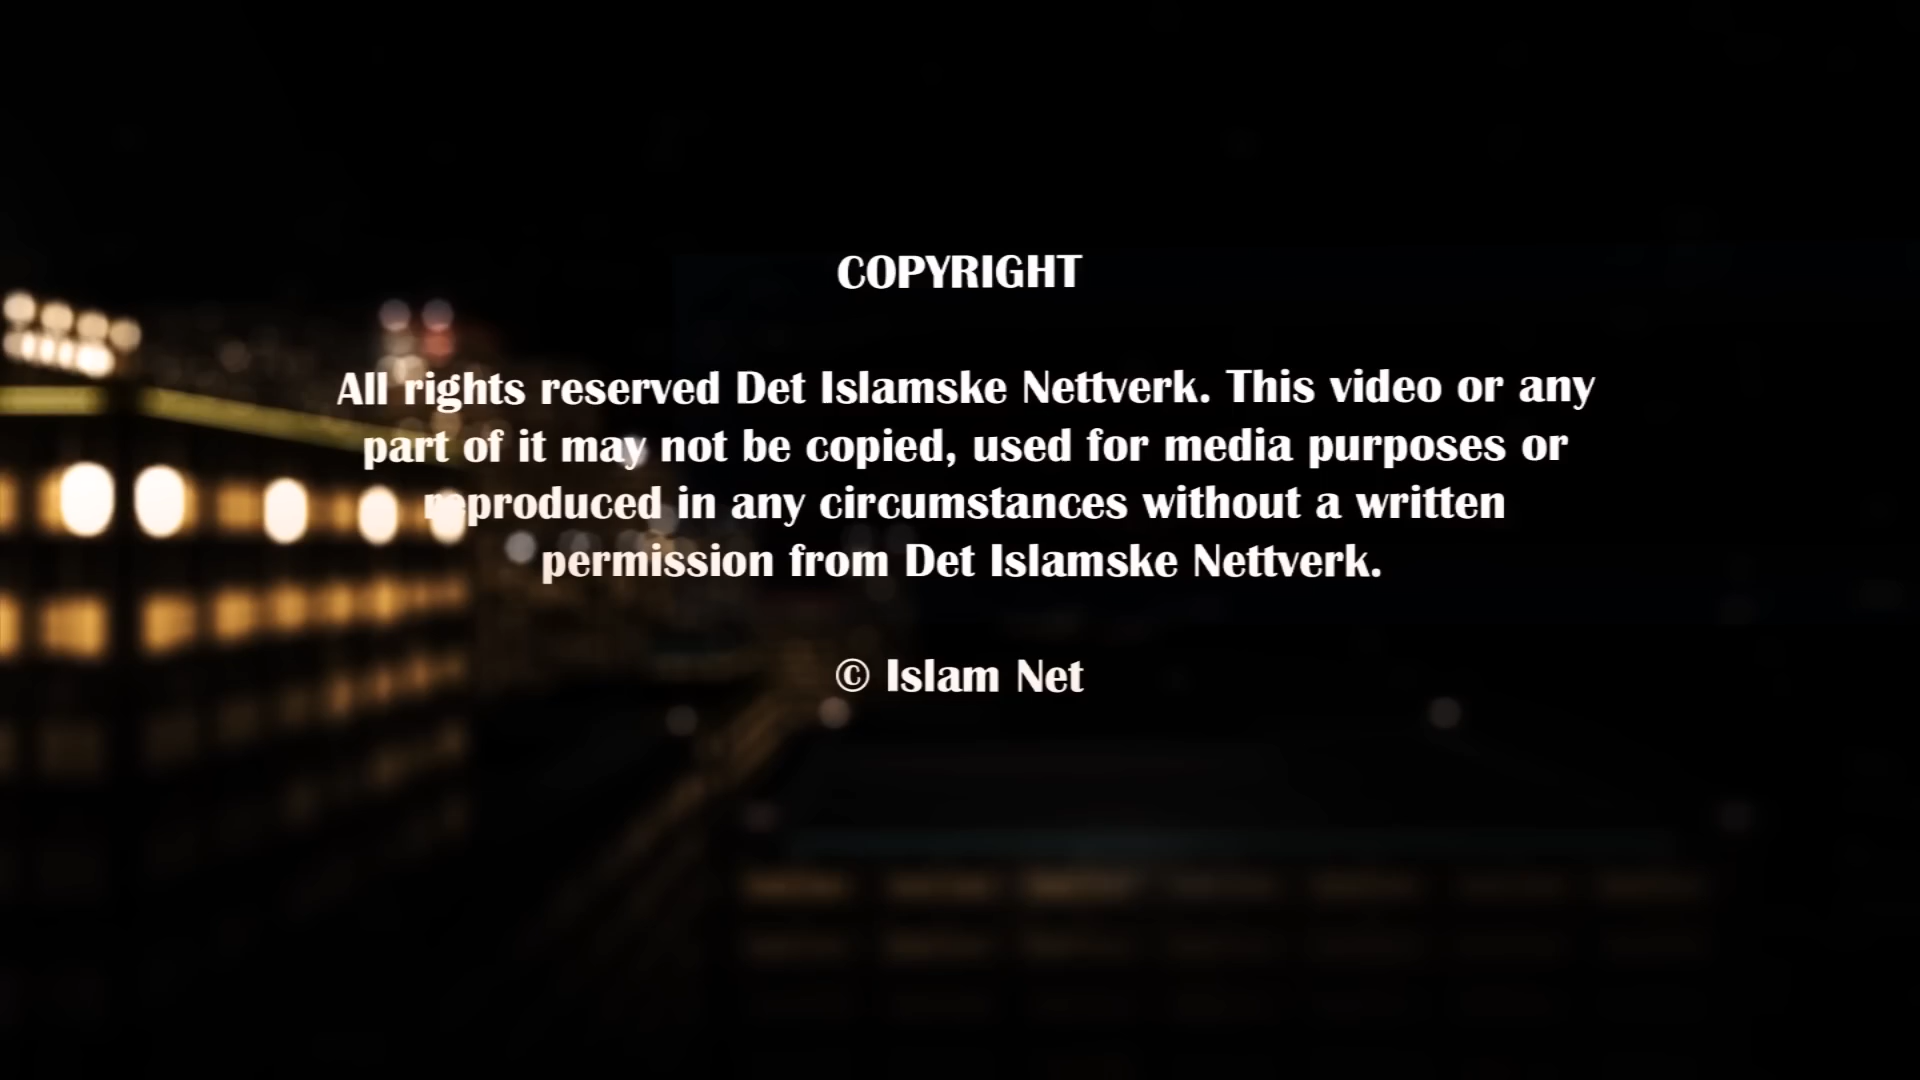 COPYRIGHT
All rights reserved Det Islamske Nettverk. This video or any
part of it may not be copied, used for media purposes or
reproduced in any circumstances without a written
permission from Det Islamske Nettverk.
© Islam Net